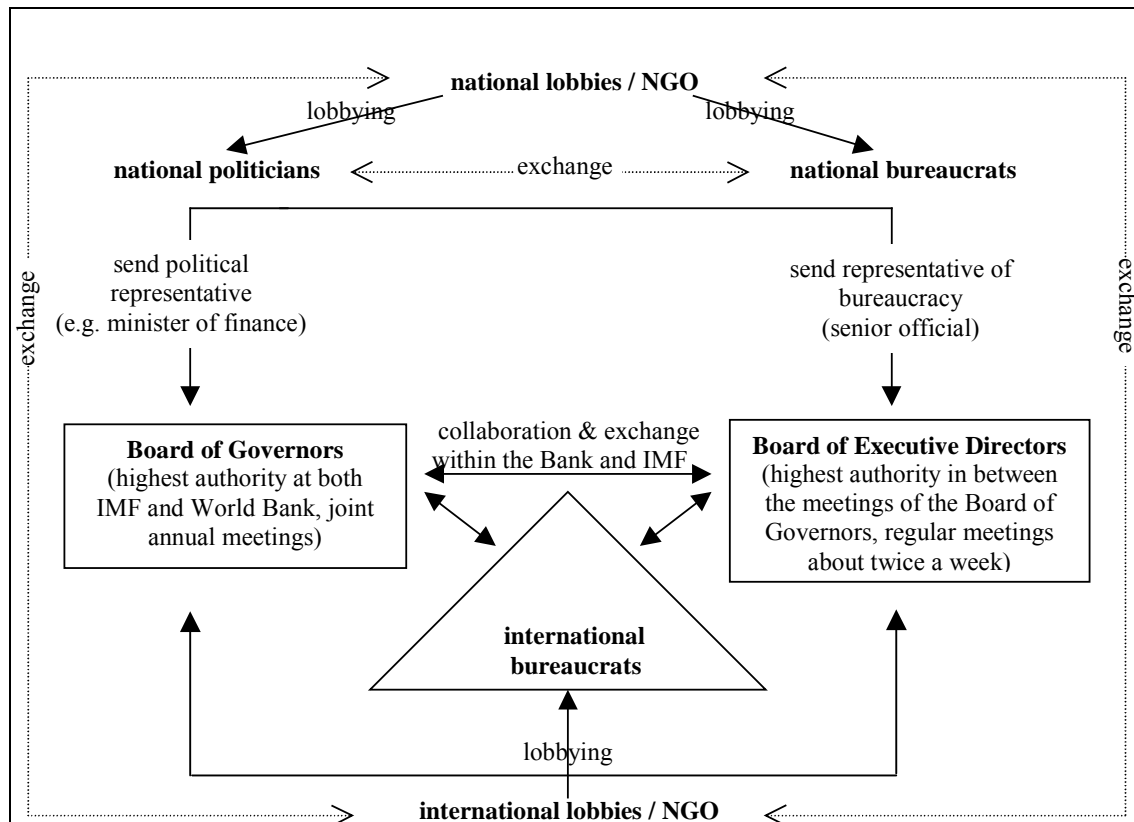 national lobbies / NGO
lobbying
lobbying
national politicians
exchange
national bureaucrats
exchange
send political
representative
(e.g. minister of finance)
send representative of
bureaucracy
(senior official)
exchange
Board of Governors
(highest authority at both
IMF and World Bank, joint
annual meetings)
collaboration & exchange
within the Bank and IMF
Board of Executive Directors
(highest authority in between
the meetings of the Board of
Governors, regular meetings
about twice a week)
international
bureaucrats
lobbying
international lobbies / NGO